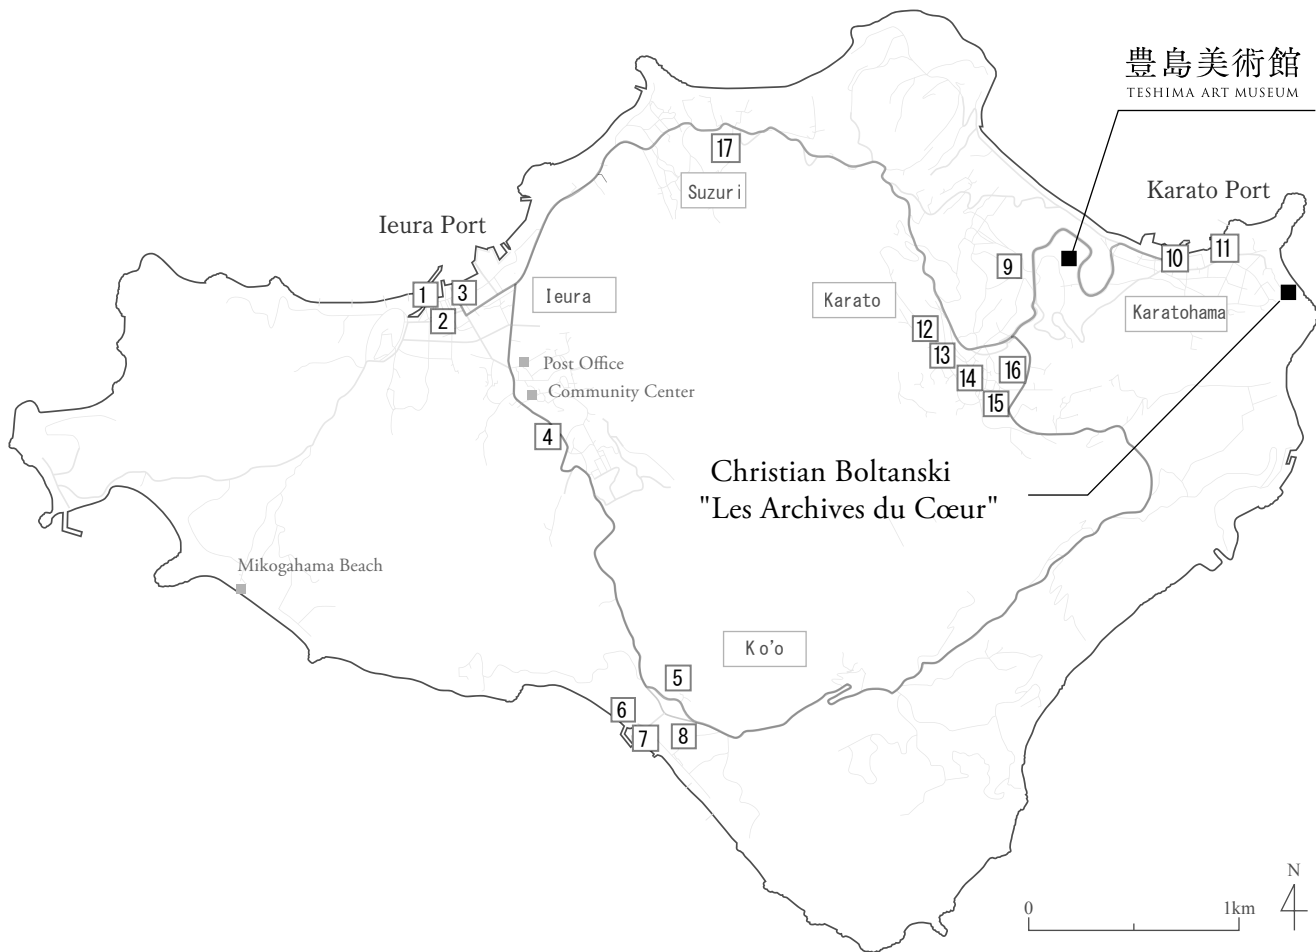 豊島美術館
TESHIMA ART MUSEUM
17
Suzuri
Karato Port
Ieura Port
11
10
9
1
3
2
Ieura
Karato
Karatohama
12
13
14
15
16
Post Office
Community Center
4
Christian Boltanski
"Les Archives du Cœur"
Mikogahama Beach
Ko'o
5
6
7
8
N
0
1km